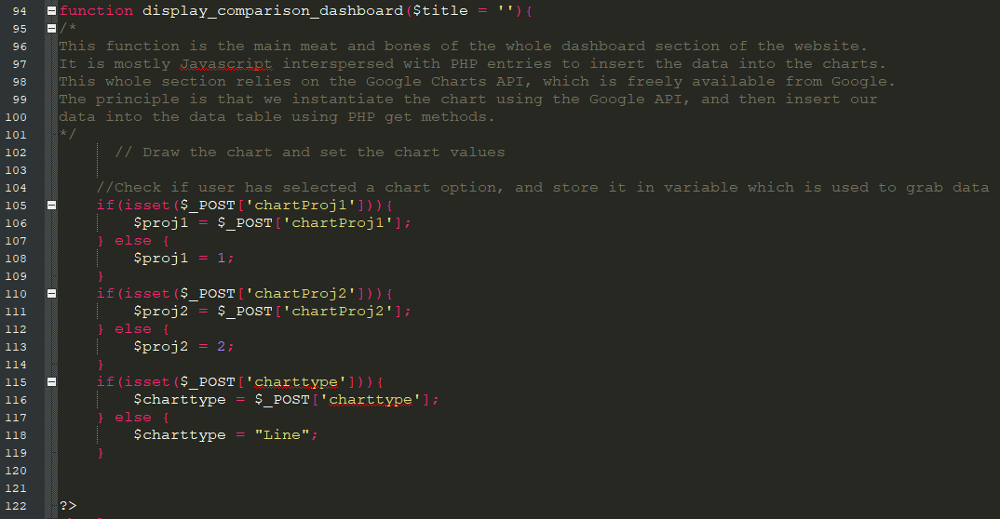 94 function display_comparison_dashboard($title = ''){
95 /*
96 This function is the main meat and bones of the whole dashboard section of the website.
97 It is mostly Javascript interspersed with PHP entries to insert the data into the charts.
98 This whole section relies on the Google Charts API, which is freely available from Google.
99 The principle is that we instantiate the chart using the Google API, and then insert our
100 data into the data table using PHP get methods.
101 */
102 // Draw the chart and set the chart values
103
104 //Check if user has selected a chart option, and store it in variable which is used to grab data
105 if(isset($_POST['chartProj1'])){
106 $proj1 = $_POST['chartProj1'];
107 } else {
108 $proj1 = 1;
109 }
110 if(isset($_POST['chartProj2'])){
111 $proj2 = $_POST['chartProj2'];
112 } else {
113 $proj2 = 2;
114 }
115 if(isset($_POST['charttype'])){
116 $charttype = $_POST['charttype'];
117 } else {
118 $charttype = "Line";
119 }
120
121
122 ?>